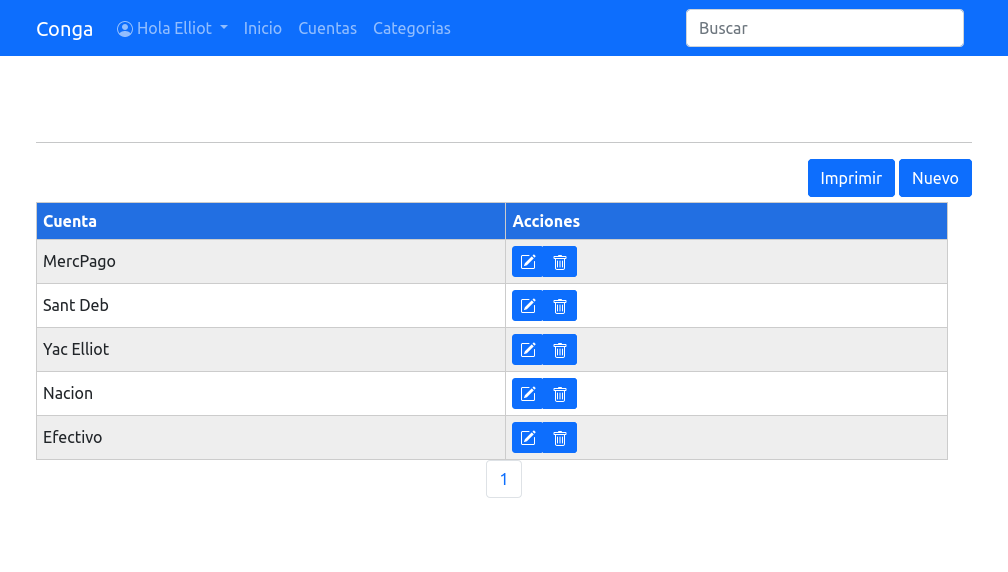 Conga Hola Elliot Inicio Cuentas Categorias Buscar
Imprimir Nuevo
Cuenta Acciones
MercPago
Sant Deb
Yac Elliot
Nacion
Efectivo
1